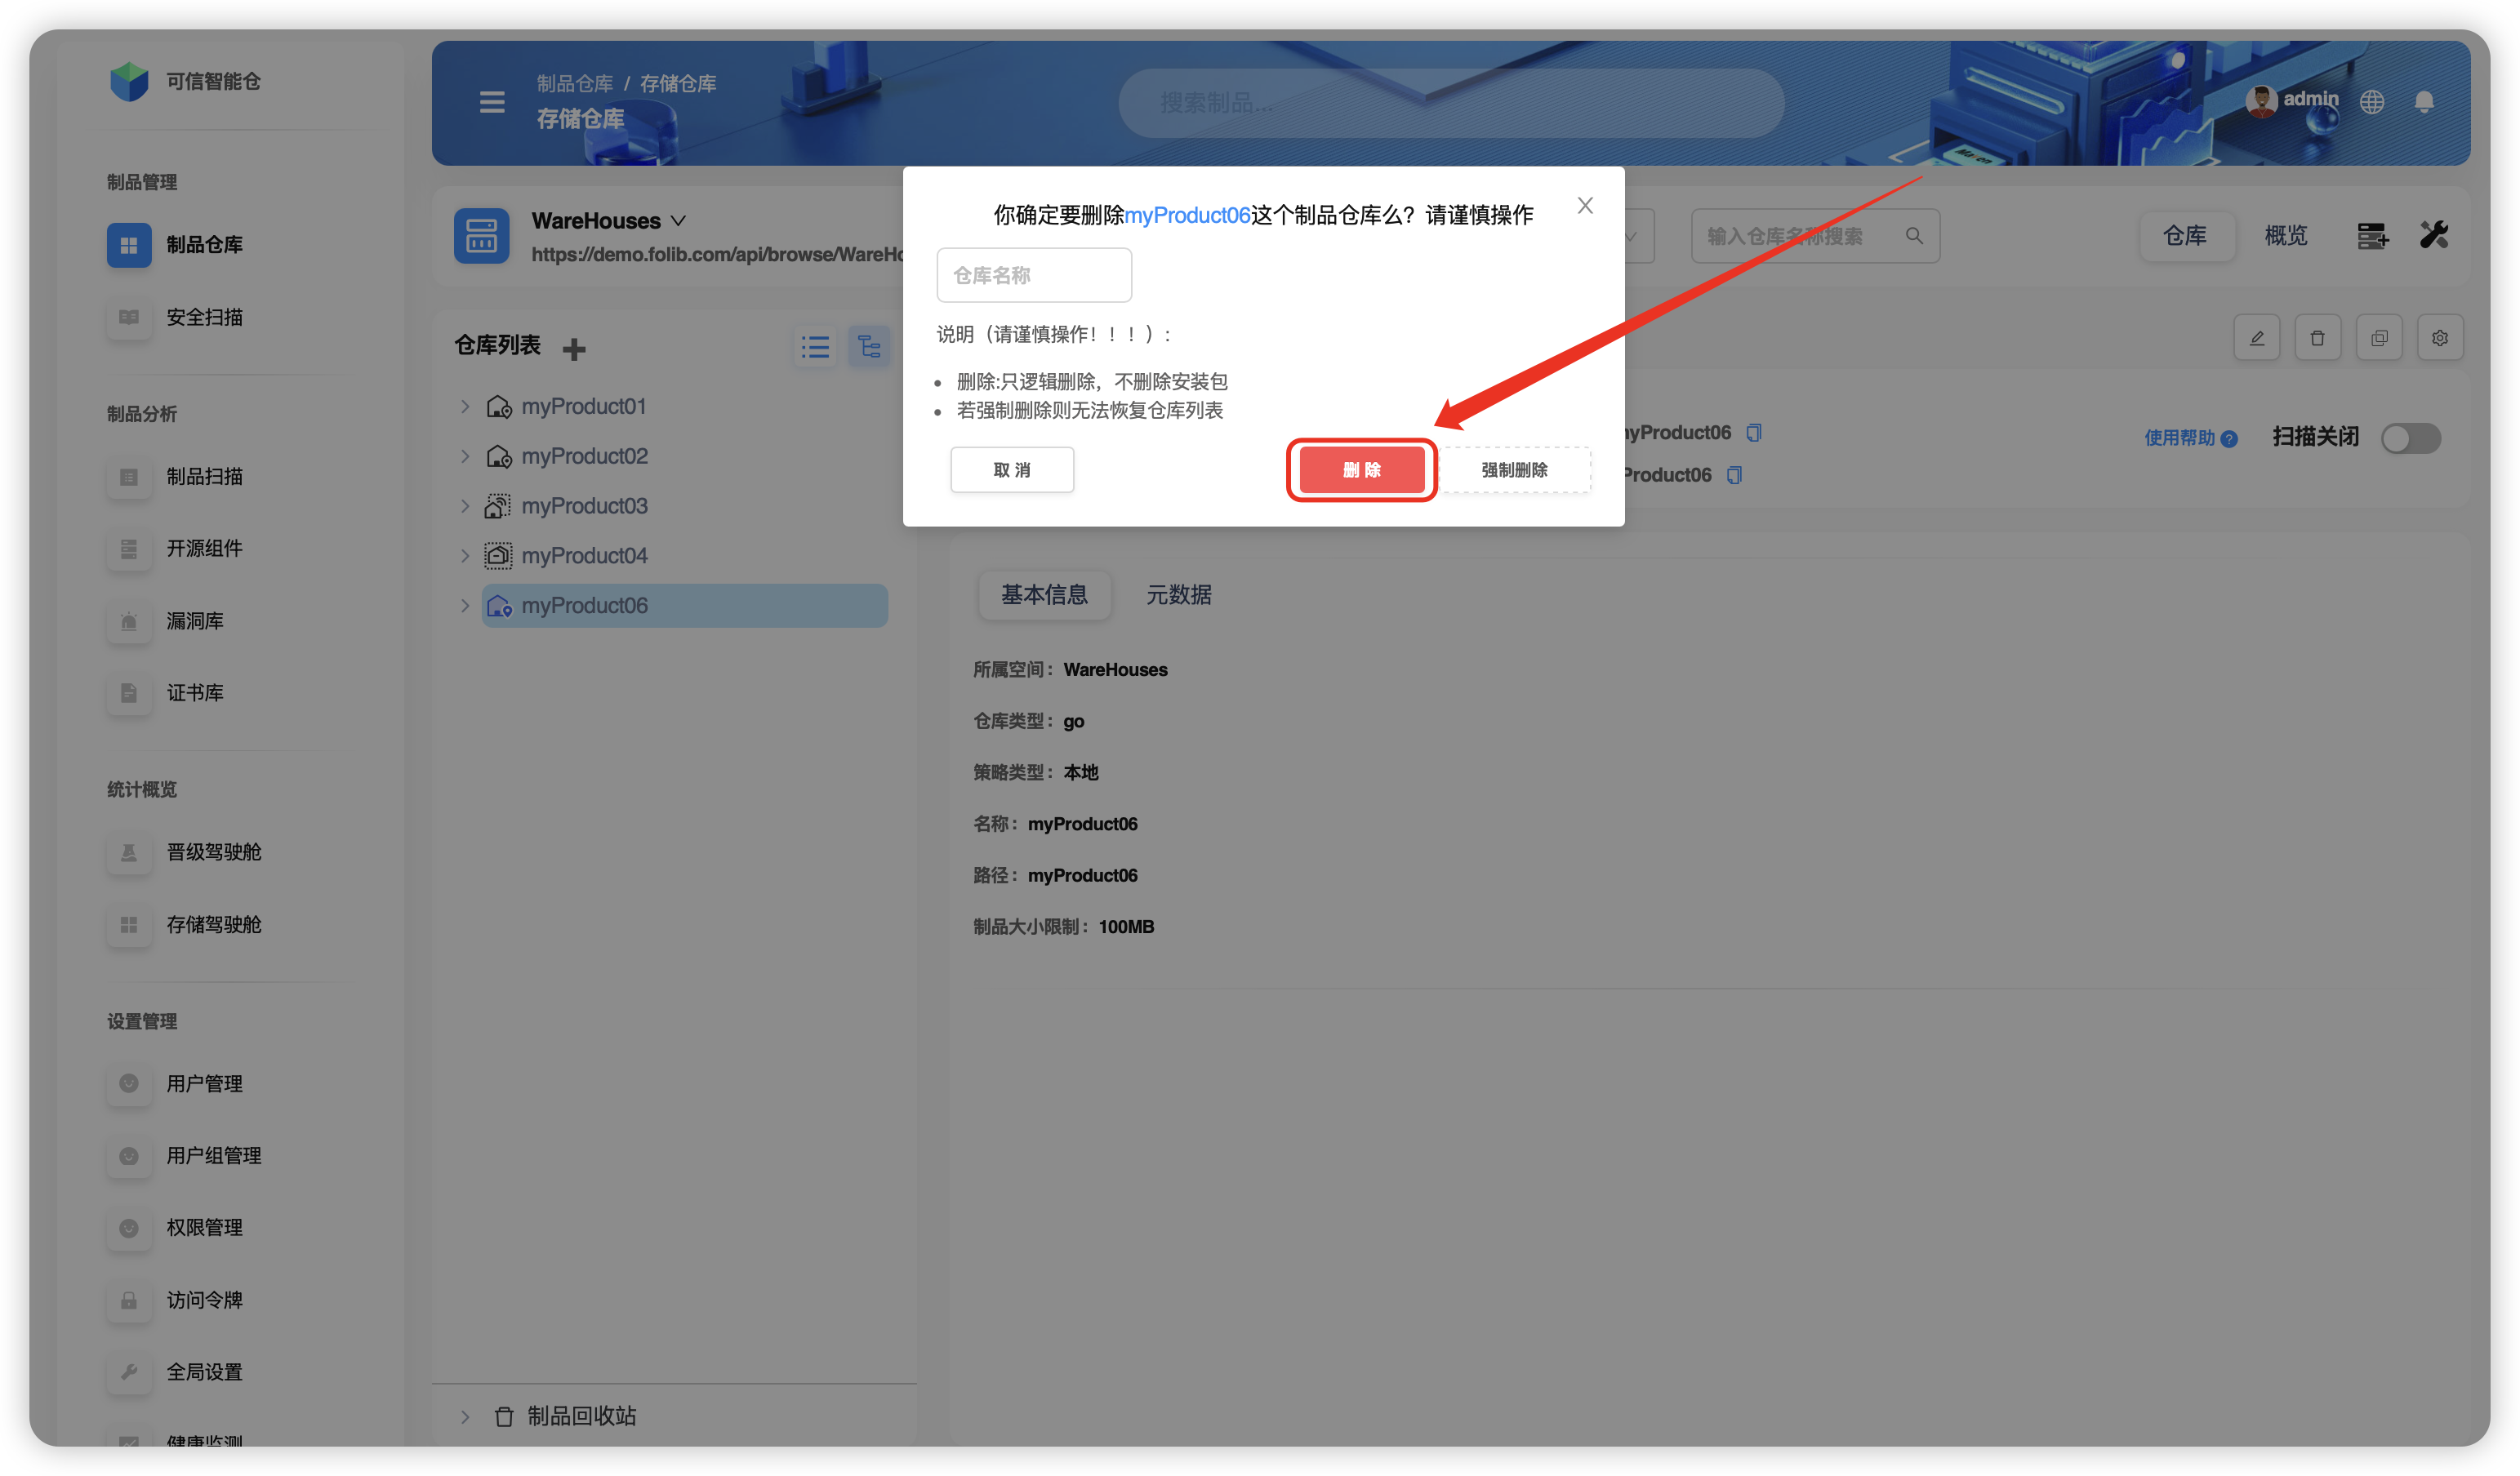 可信智能仓
制品仓库 / 存储仓库
存储仓库
搜索制品...
admin
制品管理
制品仓库
安全扫描
制品分析
制品扫描
开源组件
漏洞库
证书库
统计概览
晋级驾驶舱
存储驾驶舱
设置管理
用户管理
用户组管理
权限管理
访问令牌
全局设置
健康监测
WareHouses
https://demo.folib.com/api/browse/WareHo
输入仓库名称搜索
仓库
概览
仓库列表
myProduct01
myProduct02
myProduct03
myProduct04
myProduct06
制品回收站
你确定要删除myProduct06这个制品仓库么？请谨慎操作
仓库名称
说明（请谨慎操作！！！）：
删除:只逻辑删除，不删除安装包
若强制删除则无法恢复仓库列表
取 消
删 除
强制删除
myProduct06
Product06
使用帮助
扫描关闭
基本信息
元数据
所属空间： WareHouses
仓库类型： go
策略类型： 本地
名称： myProduct06
路径： myProduct06
制品大小限制： 100MB